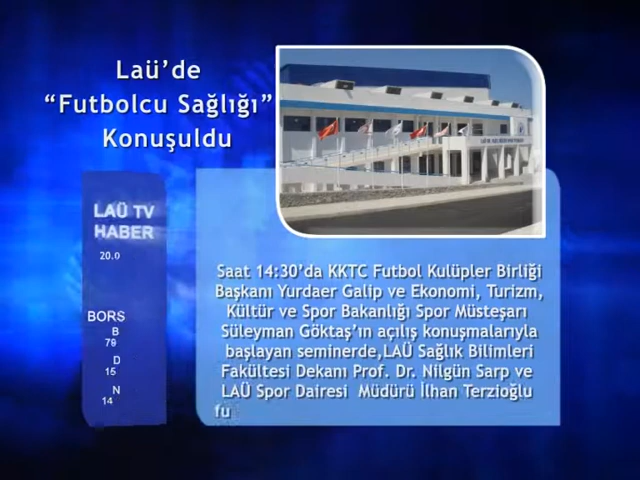 Laü’de
“Futbolcu Sağlığı”
Konuşuldu
LAÜ TV
HABER
20.0
BORS
B
79
D
15
N
14
Saat 14:30’da KKTC Futbol Kulüpler Birliği
Başkanı Yurdaer Galip ve Ekonomi, Turizm,
Kültür ve Spor Bakanlığı Spor Müsteşarı
Süleyman Göktaş’ın açılış konuşmalarıyla
başlayan seminerde,LAÜ Sağlık Bilimleri
Fakültesi Dekanı Prof. Dr. Nilgün Sarp ve
LAÜ Spor Dairesi Müdürü İlhan Terzioğlu
fu